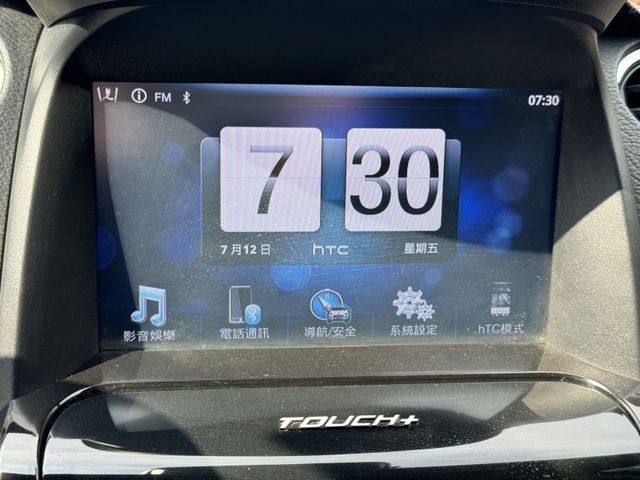 FM
07:30
7 30
7月12日 hTC 星期五
影音娛樂 電話通訊 導航/安全 系統設定 hTC模式
TOUCH+